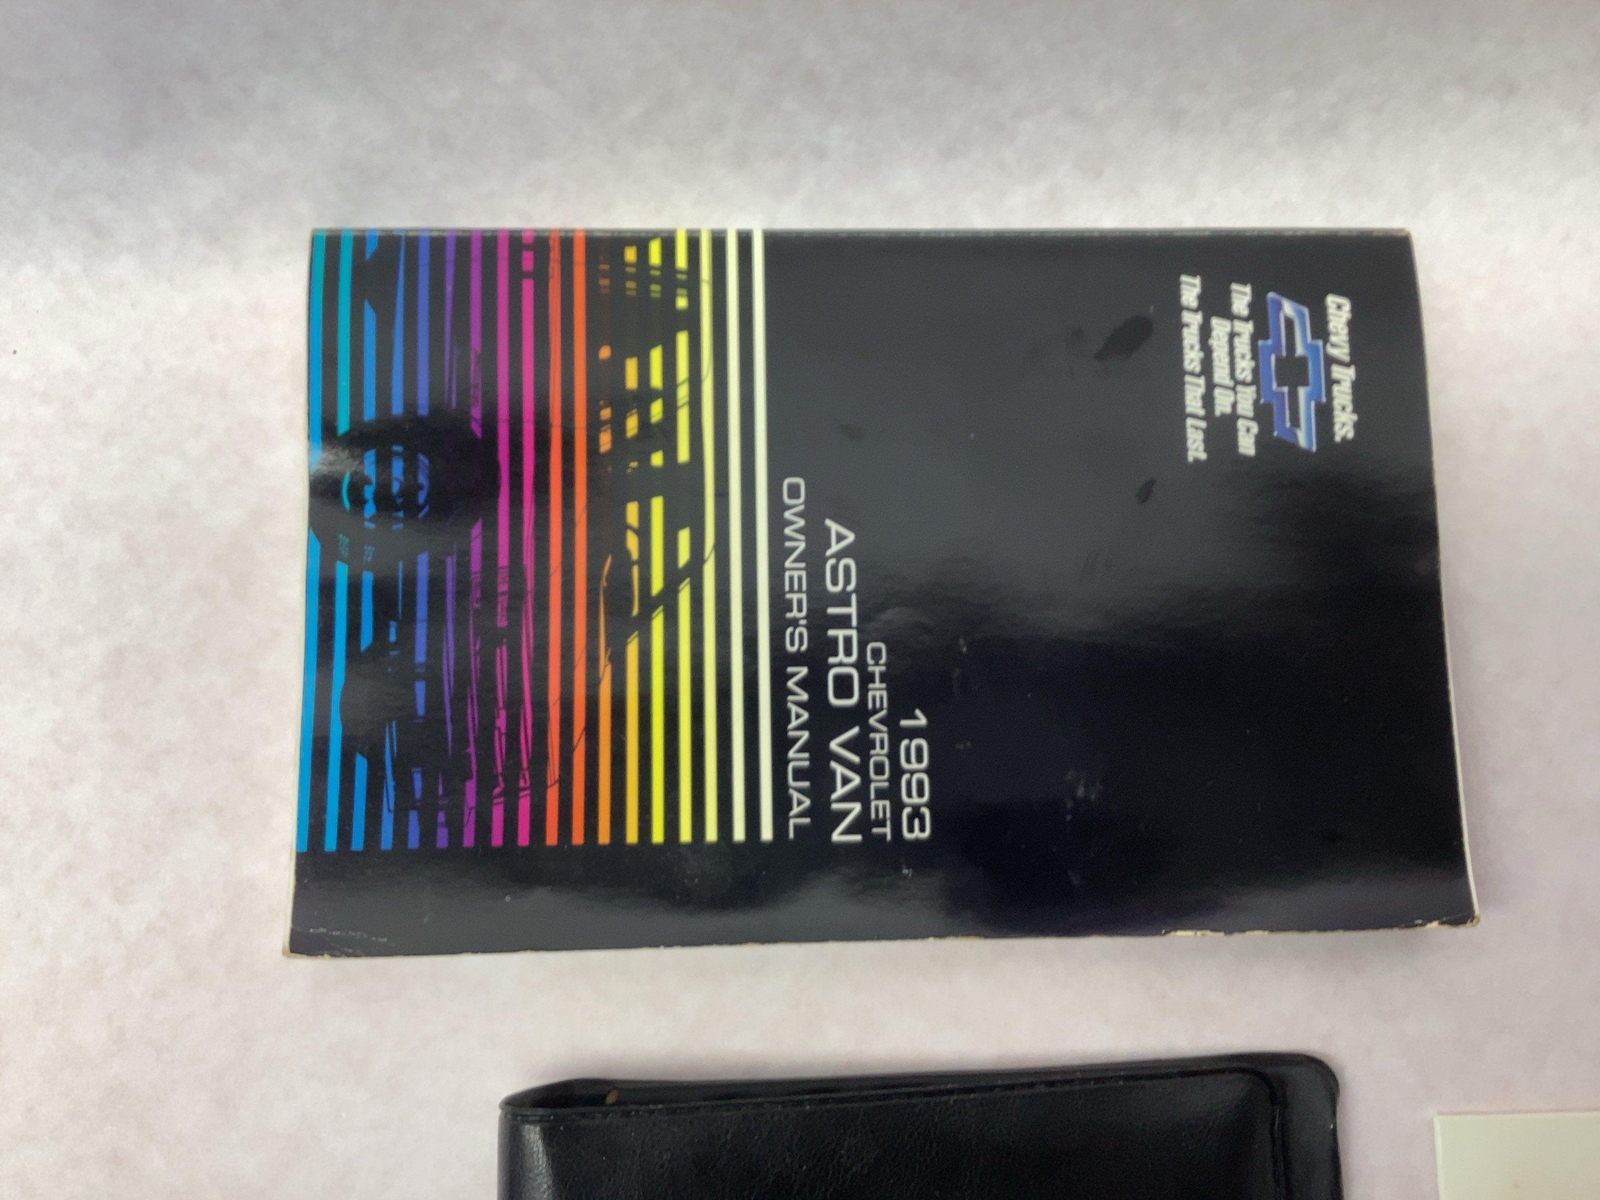 Chevy Trucks.
The Trucks You Can
Depend On.
The Trucks That Last.
1993
CHEVROLET
ASTRO VAN
OWNER'S MANUAL